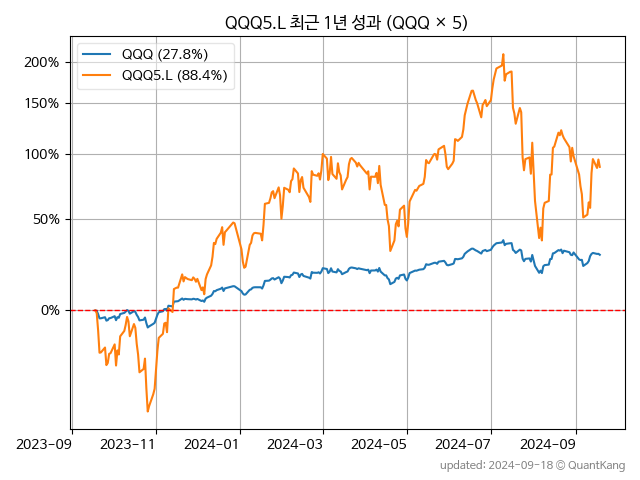 QQQ5.L 최근 1년 성과 (QQQ × 5)
QQQ (27.8%)
QQQ5.L (88.4%)
200%
150%
100%
50%
0%
2023-09 2023-11 2024-01 2024-03 2024-05 2024-07 2024-09
updated: 2024-09-18 © QuantKang